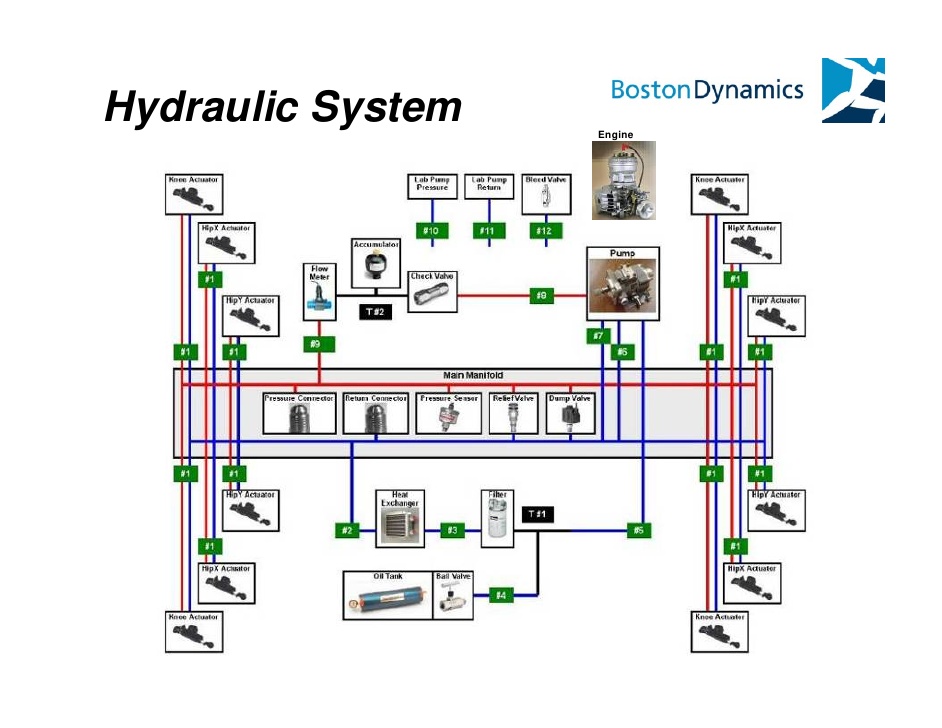 Hydraulic System
BostonDynamics
Engine
Knee Actuator
Lab Pump
Pressure
Lab Pump
Return
Bleed Valve
Knee Actuator
HipX Actuator
#10
#11
#12
HipX Actuator
Accumulator
Pump
Flow
Meter
Check Valve
#1
#1
HipY Actuator
#8
HipY Actuator
T #2
#7
#9
#1
#1
#6
#1
#1
Main Manifold
Pressure Connector
Return Connector
Pressure Sensor
Relief Valve
Dump Valve
#1
#1
#1
#1
HipY Actuator
Heat
Exchanger
Filter
HipY Actuator
T #1
#2
#3
#5
#1
#1
HipX Actuator
Oil Tank
Ball Valve
HipX Actuator
#4
Knee Actuator
Knee Actuator